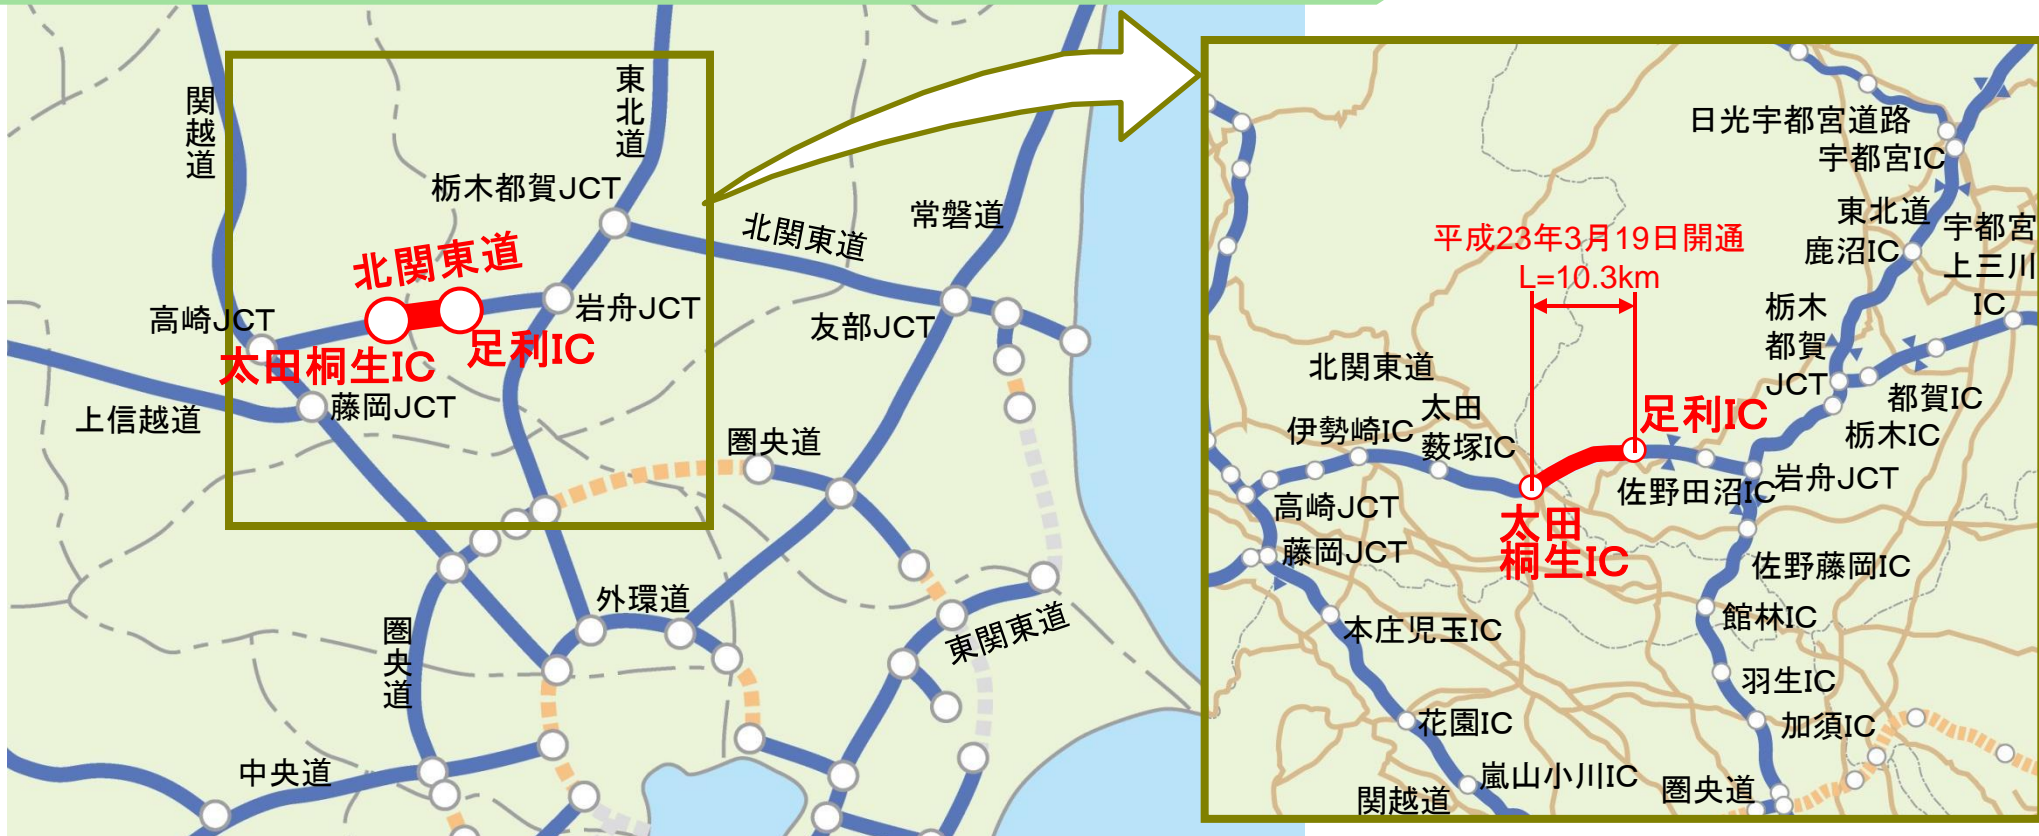 関越道
東北道
栃木都賀JCT
北関東道
常磐道
北関東道
高崎JCT
岩舟JCT
友部JCT
太田桐生IC
足利IC
上信越道
藤岡JCT
圏央道
外環道
圏央道
東関東道
中央道
日光宇都宮道路
宇都宮IC
東北道
鹿沼IC
宇都宮
上三川
IC
平成23年3月19日開通
L=10.3km
栃木
都賀
JCT
北関東道
太田
藪塚IC
伊勢崎IC
足利IC
都賀IC
栃木IC
佐野田沼IC
岩舟JCT
高崎JCT
太田
桐生IC
藤岡JCT
佐野藤岡IC
本庄児玉IC
館林IC
羽生IC
花園IC
加須IC
嵐山小川IC
圏央道
関越道